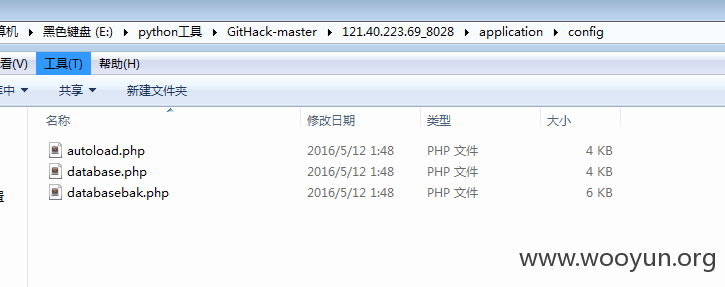 算机 ▸ 黑色键盘 (E:) ▸ python工具 ▸ GitHack-master ▸ 121.40.223.69_8028 ▸ application ▸ config
看(V) 工具(T) 帮助(H)
库中 共享 新建文件夹
名称 修改日期 类型 大小
autoload.php 2016/5/12 1:48 PHP 文件 4 KB
database.php 2016/5/12 1:48 PHP 文件 4 KB
databasebak.php 2016/5/12 1:48 PHP 文件 6 KB
置
www.wooyun.org